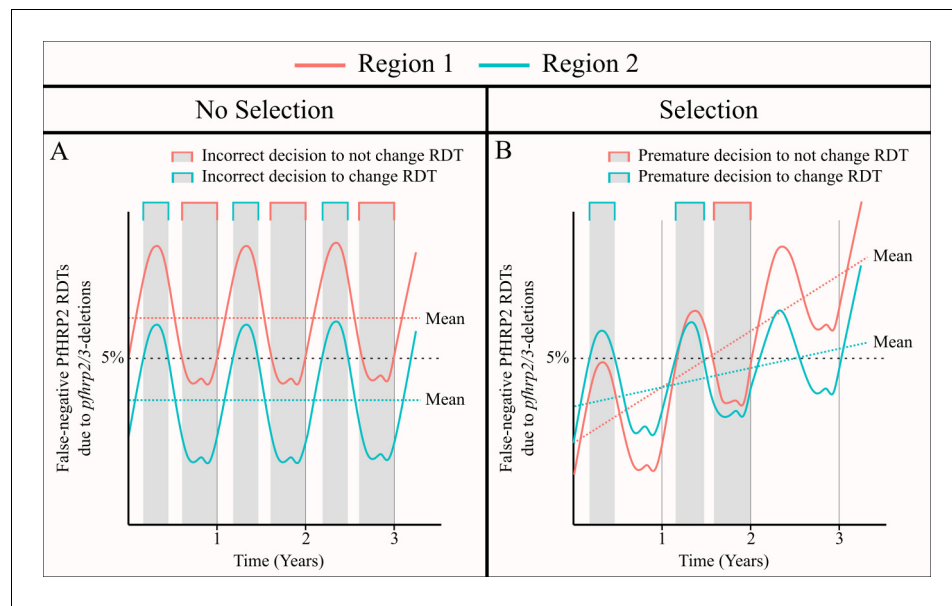 Region 1 Region 2
No Selection
Selection
A
Incorrect decision to not change RDT
Incorrect decision to change RDT
False-negative PfHRP2 RDTs
due to pfhrp2/3-deletions
5%
Mean
Mean
1 2 3
Time (Years)
B
Premature decision to not change RDT
Premature decision to change RDT
False-negative PfHRP2 RDTs
due to pfhrp2/3-deletions
5%
Mean
Mean
1 2 3
Time (Years)